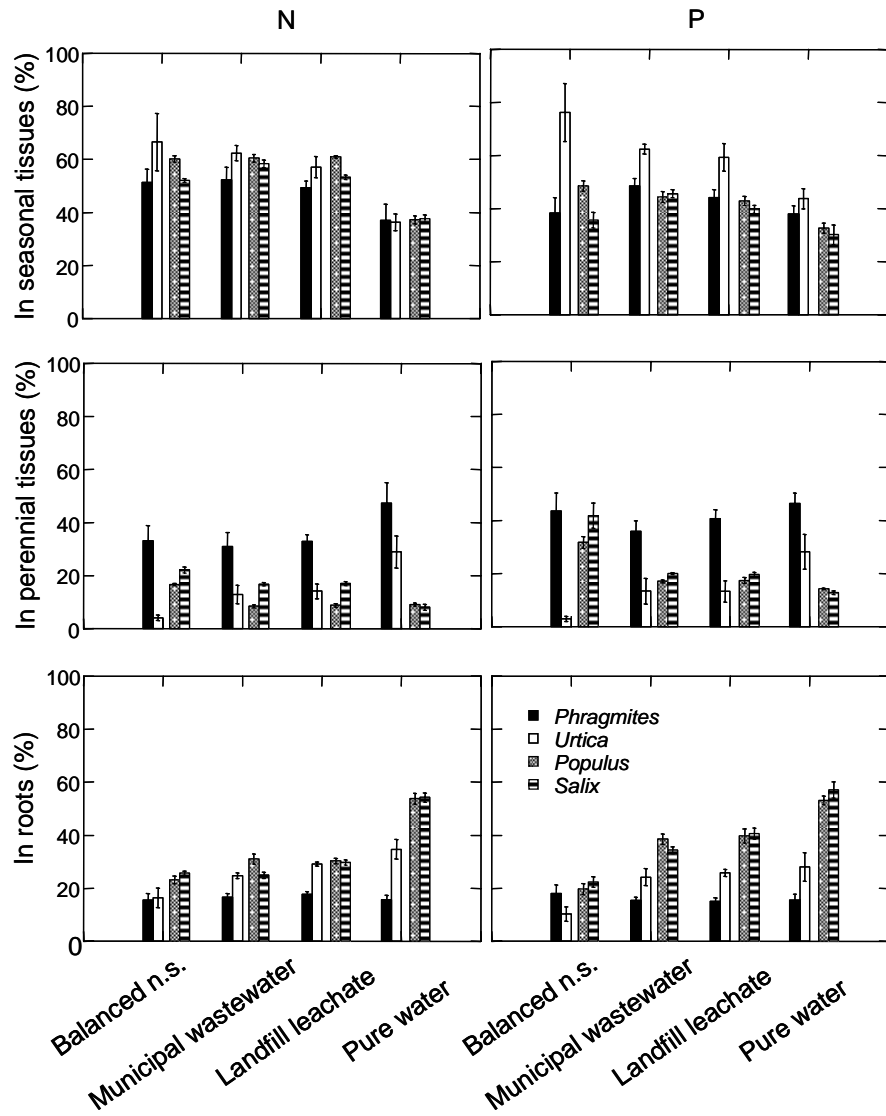 N
P
In seasonal tissues (%)
100
80
60
40
20
0
In perennial tissues (%)
100
80
60
40
20
0
In roots (%)
100
80
60
40
20
0
Phragmites
Urtica
Populus
Salix
Balanced n.s.
Municipal wastewater
Landfill leachate
Pure water
Balanced n.s.
Municipal wastewater
Landfill leachate
Pure water